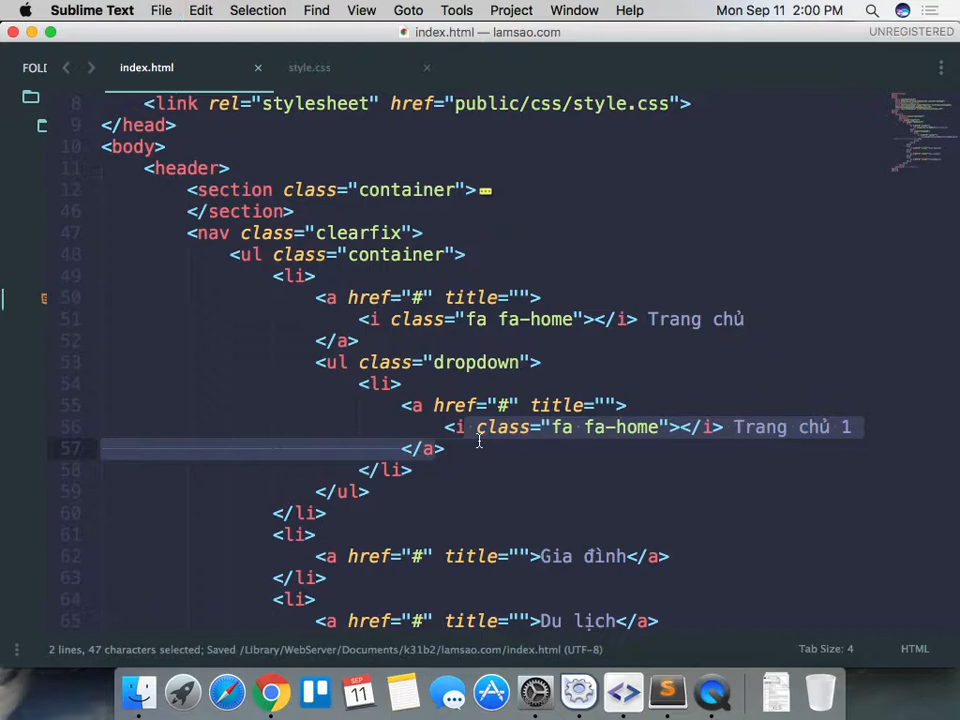 Sublime Text File Edit Selection Find View Goto Tools Project Window Help Mon Sep 11 2:00 PM
index.html — lamsao.com UNREGISTERED
FOLD index.html × style.css ×
8 <link rel="stylesheet" href="public/css/style.css">
9 </head>
10 <body>
11 <header>
12 <section class="container">
46 </section>
47 <nav class="clearfix">
48 <ul class="container">
49 <li>
50 <a href="#" title="">
51 <i class="fa fa-home"></i> Trang chủ
52 </a>
53 <ul class="dropdown">
54 <li>
55 <a href="#" title="">
56 <i class="fa fa-home"></i> Trang chủ 1
57 </a>
58 </li>
59 </ul>
60 </li>
61 <li>
62 <a href="#" title="">Gia đình</a>
63 </li>
64 <li>
65 <a href="#" title="">Du lịch</a>
2 lines, 47 characters selected; Saved /Library/WebServer/Documents/k31b2/lamsao.com/index.html (UTF-8) Tab Size: 4 HTML
SEP
11